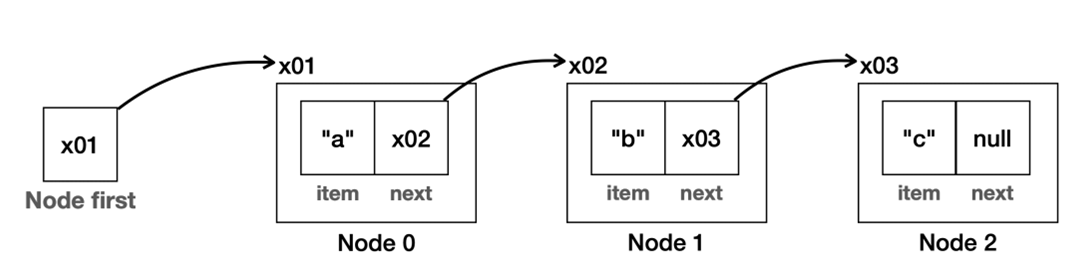 x01
Node first
x01
"a" x02
item next
Node 0
x02
"b" x03
item next
Node 1
x03
"c" null
item next
Node 2